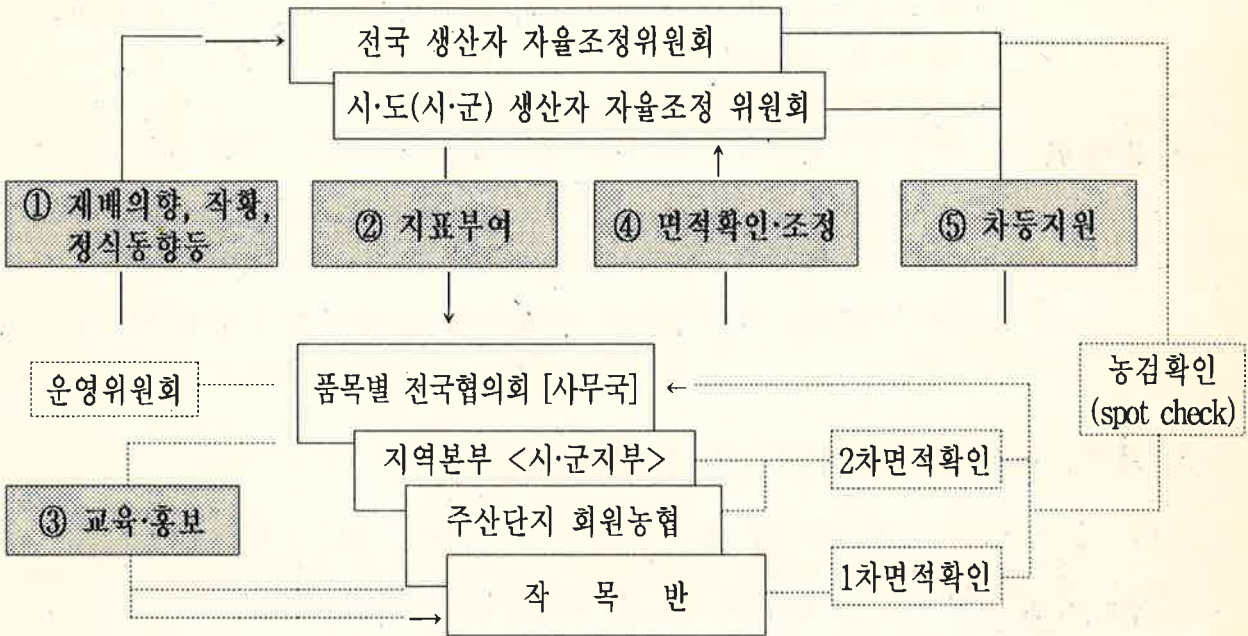 전국 생산자 자율조정위원회
시·도(시·군) 생산자 자율조정 위원회
① 재배의향, 작황,
정식동향등
② 지표부여
④ 면적확인·조정
⑤ 차등지원
운영위원회
품목별 전국협의회 [사무국]
농검확인
(spot check)
지역본부 <시·군지부>
2차면적확인
③ 교육·홍보
주산단지 회원농협
작 목 반
1차면적확인